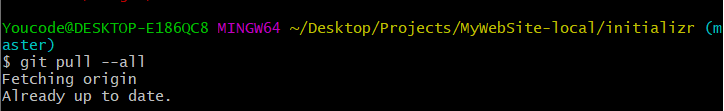 Youcode@DESKTOP-E186QC8 MINGW64 ~/Desktop/Projects/MyWebSite-local/initializr (m
aster)
$ git pull --all
Fetching origin
Already up to date.